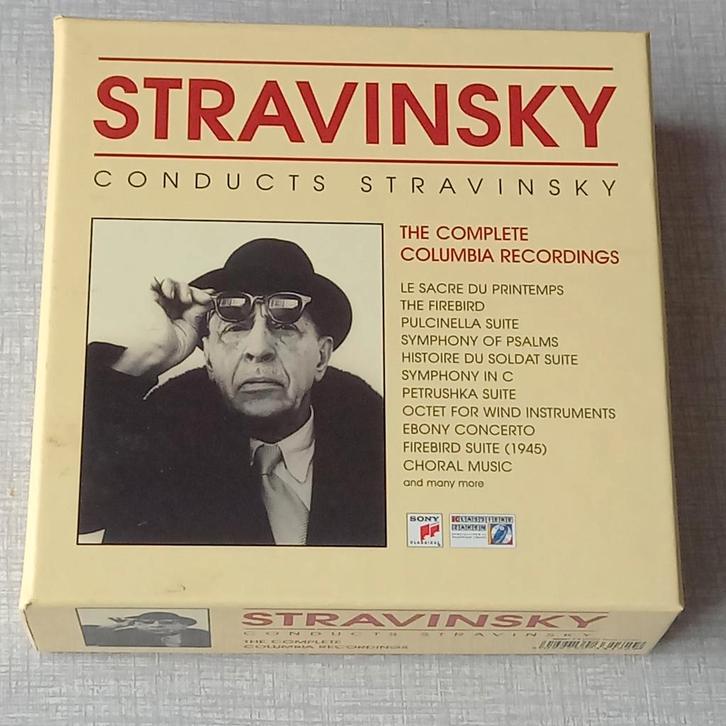 STRAVINSKY
CONDUCTS STRAVINSKY
THE COMPLETE
COLUMBIA RECORDINGS
LE SACRE DU PRINTEMPS
THE FIREBIRD
PULCINELLA SUITE
SYMPHONY OF PSALMS
HISTOIRE DU SOLDAT SUITE
SYMPHONY IN C
PETRUSHKA SUITE
OCTET FOR WIND INSTRUMENTS
EBONY CONCERTO
FIREBIRD SUITE (1945)
CHORAL MUSIC
and many more
SONY
CLASSICAL
STRAVINSKY
CONDUCTS STRAVINSKY
THE COMPLETE
COLUMBIA RECORDINGS